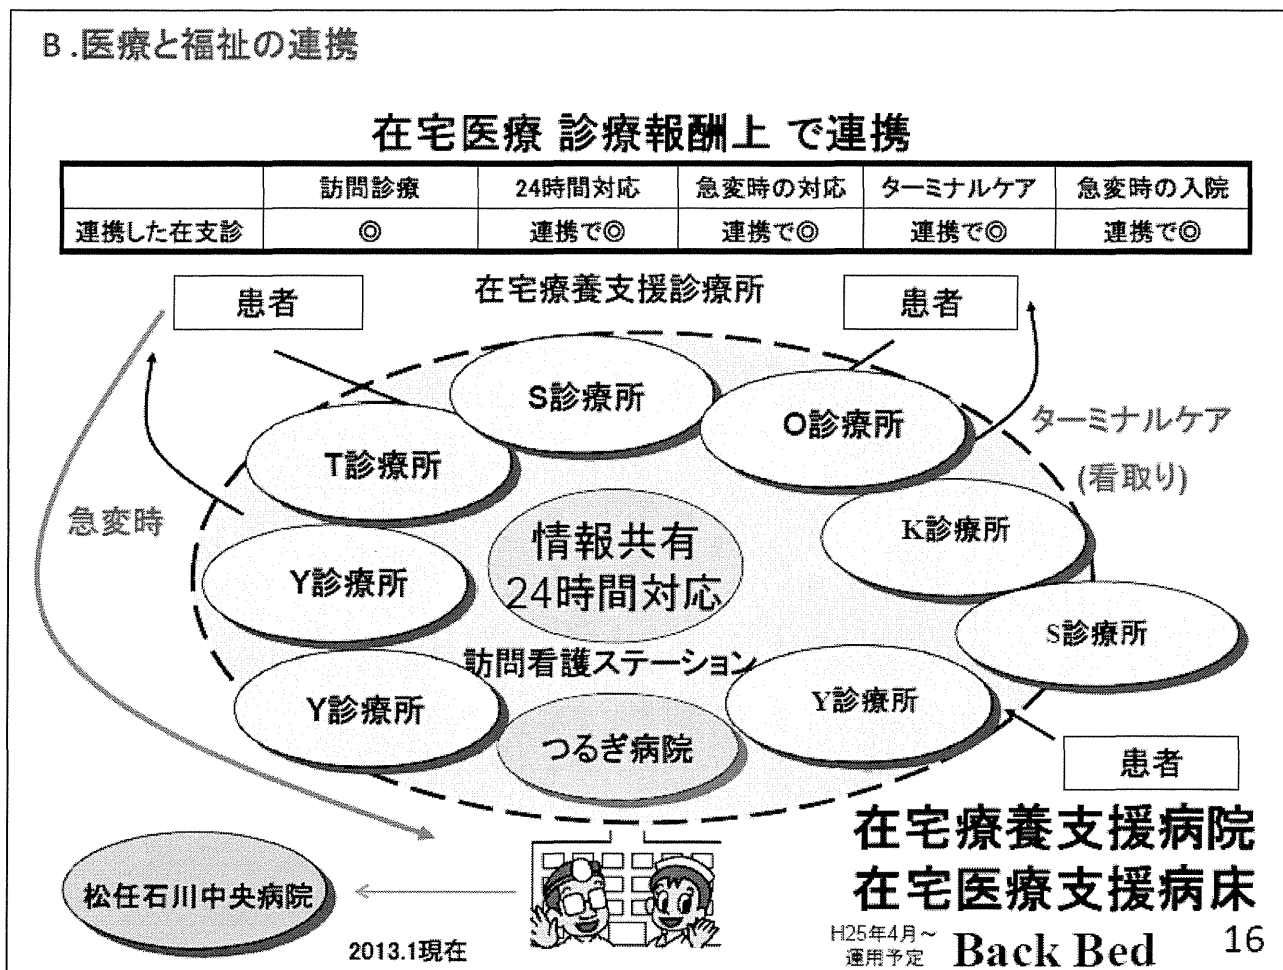 B.医療と福祉の連携
在宅医療 診療報酬上 で連携
訪問診療 24時間対応 急変時の対応 ターミナルケア 急変時の入院
連携した在支診 ◎ 連携で◎ 連携で◎ 連携で◎ 連携で◎
患者
在宅療養支援診療所
患者
S診療所
O診療所
T診療所
ターミナルケア
(看取り)
急変時
情報共有
24時間対応
K診療所
Y診療所
S診療所
訪問看護ステーション
Y診療所
Y診療所
つるぎ病院
患者
在宅療養支援病院
在宅医療支援病床
松任石川中央病院
2013.1現在
H25年4月~
運用予定
Back Bed
16